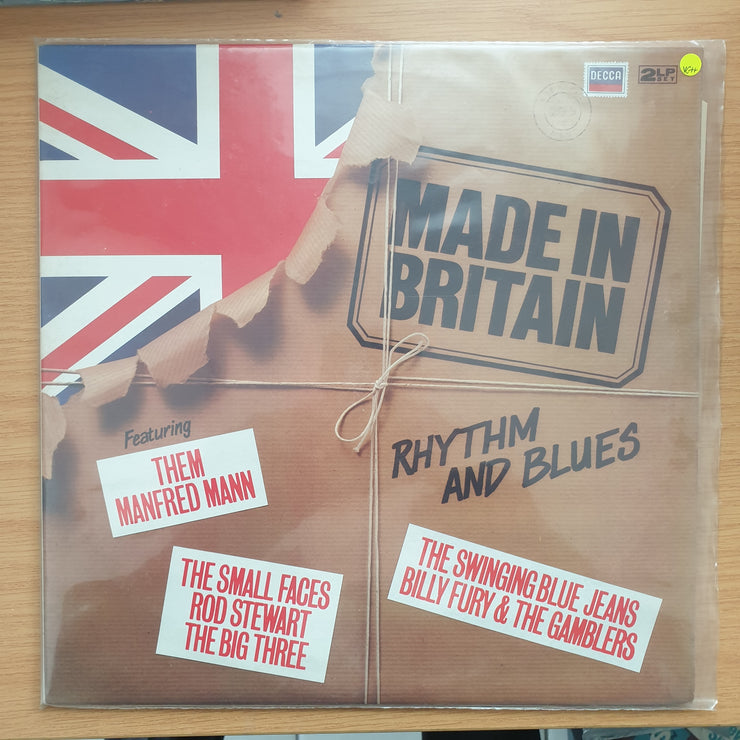 DECCA
2LP
SET
VG++
MADE IN
BRITAIN
Featuring
THEM
MANFRED MANN
RHYTHM
AND BLUES
THE SMALL FACES
ROD STEWART
THE BIG THREE
THE SWINGING BLUE JEANS
BILLY FURY & THE GAMBLERS